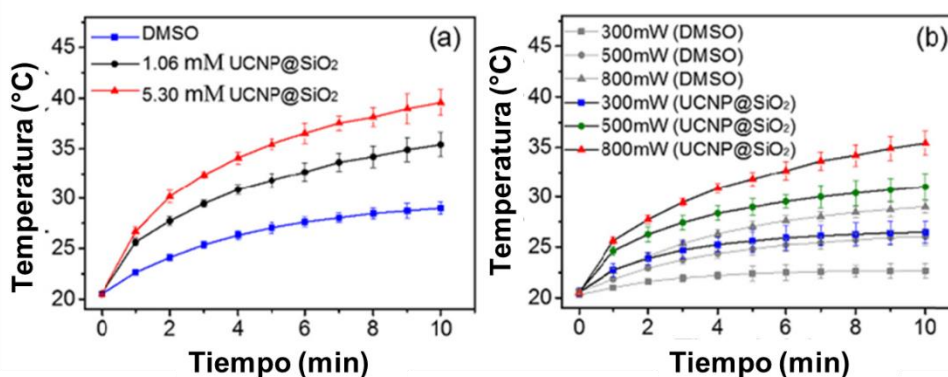 (a)
DMSO
1.06 mM UCNP@SiO₂
5.30 mM UCNP@SiO₂
Temperatura (°C)
45
40
35
30
25
20
0 2 4 6 8 10
Tiempo (min)
(b)
300mW (DMSO)
500mW (DMSO)
800mW (DMSO)
300mW (UCNP@SiO₂)
500mW (UCNP@SiO₂)
800mW (UCNP@SiO₂)
Temperatura (°C)
45
40
35
30
25
20
0 2 4 6 8 10
Tiempo (min)